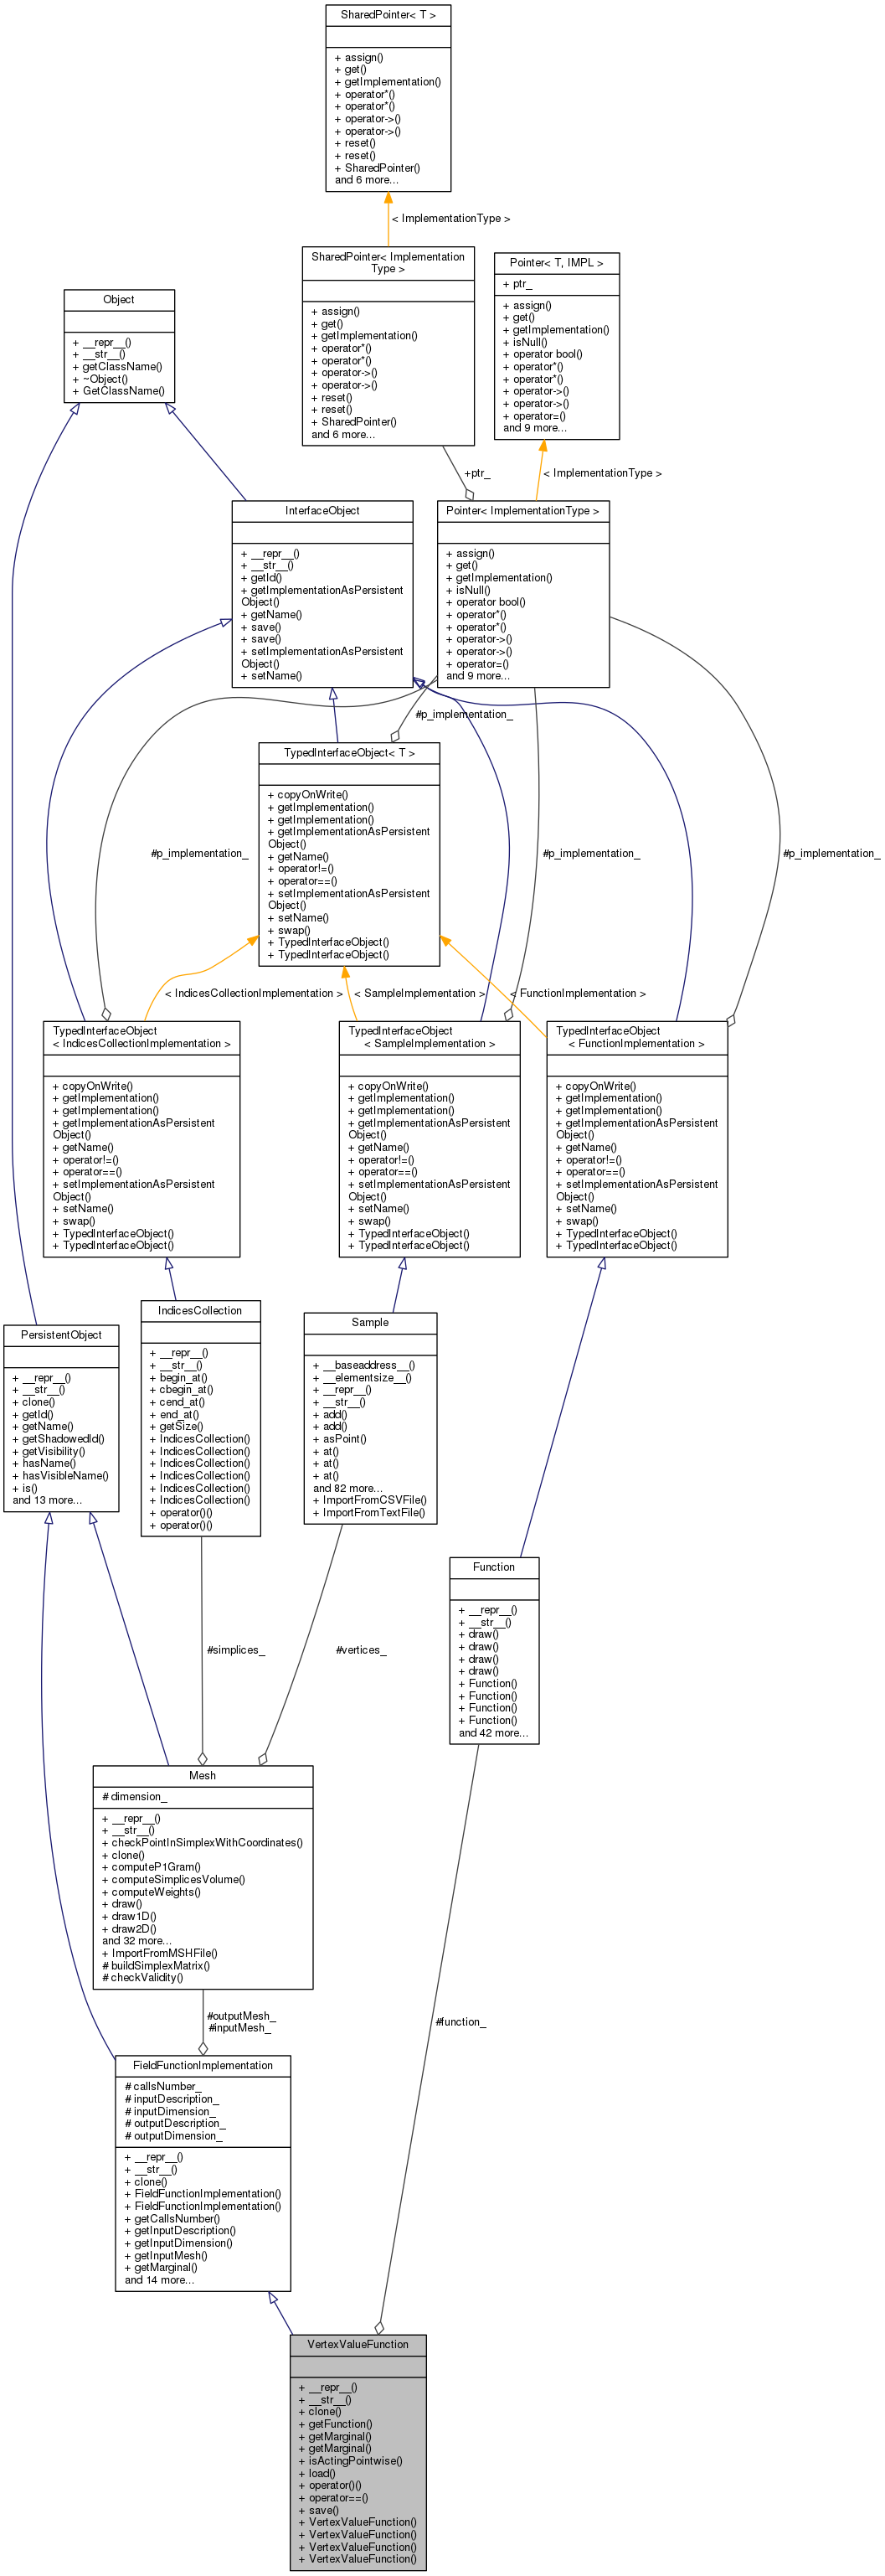 SharedPointer< T >
+ assign()
+ get()
+ getImplementation()
+ operator*()
+ operator*()
+ operator->()
+ operator->()
+ reset()
+ reset()
+ SharedPointer()
and 6 more...
< ImplementationType >
SharedPointer< Implementation
Type >
+ assign()
+ get()
+ getImplementation()
+ operator*()
+ operator*()
+ operator->()
+ operator->()
+ reset()
+ reset()
+ SharedPointer()
and 6 more...
Pointer< T, IMPL >
+ ptr_
+ assign()
+ get()
+ getImplementation()
+ isNull()
+ operator bool()
+ operator*()
+ operator*()
+ operator->()
+ operator->()
+ operator=()
and 9 more...
Object
+ __repr__()
+ __str__()
+ getClassName()
+ ~Object()
+ GetClassName()
+ptr_
< ImplementationType >
InterfaceObject
+ __repr__()
+ __str__()
+ getId()
+ getImplementationAsPersistent
Object()
+ getName()
+ save()
+ save()
+ setImplementationAsPersistent
Object()
+ setName()
Pointer< ImplementationType >
+ assign()
+ get()
+ getImplementation()
+ isNull()
+ operator bool()
+ operator*()
+ operator*()
+ operator->()
+ operator->()
+ operator=()
and 9 more...
#p_implementation_
TypedInterfaceObject< T >
+ copyOnWrite()
+ getImplementation()
+ getImplementation()
+ getImplementationAsPersistent
Object()
+ getName()
+ operator!=()
+ operator==()
+ setImplementationAsPersistent
Object()
+ setName()
+ swap()
+ TypedInterfaceObject()
+ TypedInterfaceObject()
#p_implementation_
#p_implementation_
#p_implementation_
< IndicesCollectionImplementation >
< SampleImplementation >
< FunctionImplementation >
TypedInterfaceObject
< IndicesCollectionImplementation >
+ copyOnWrite()
+ getImplementation()
+ getImplementation()
+ getImplementationAsPersistent
Object()
+ getName()
+ operator!=()
+ operator==()
+ setImplementationAsPersistent
Object()
+ setName()
+ swap()
+ TypedInterfaceObject()
+ TypedInterfaceObject()
TypedInterfaceObject
< SampleImplementation >
+ copyOnWrite()
+ getImplementation()
+ getImplementation()
+ getImplementationAsPersistent
Object()
+ getName()
+ operator!=()
+ operator==()
+ setImplementationAsPersistent
Object()
+ setName()
+ swap()
+ TypedInterfaceObject()
+ TypedInterfaceObject()
TypedInterfaceObject
< FunctionImplementation >
+ copyOnWrite()
+ getImplementation()
+ getImplementation()
+ getImplementationAsPersistent
Object()
+ getName()
+ operator!=()
+ operator==()
+ setImplementationAsPersistent
Object()
+ setName()
+ swap()
+ TypedInterfaceObject()
+ TypedInterfaceObject()
PersistentObject
+ __repr__()
+ __str__()
+ clone()
+ getId()
+ getName()
+ getShadowedId()
+ getVisibility()
+ hasName()
+ hasVisibleName()
+ is()
and 13 more...
IndicesCollection
+ __repr__()
+ __str__()
+ begin_at()
+ cbegin_at()
+ cend_at()
+ end_at()
+ getSize()
+ IndicesCollection()
+ IndicesCollection()
+ IndicesCollection()
+ IndicesCollection()
+ IndicesCollection()
+ IndicesCollection()
+ operator()()
+ operator()()
Sample
+ __baseaddress__()
+ __elementsize__()
+ __repr__()
+ __str__()
+ add()
+ add()
+ asPoint()
+ at()
+ at()
+ at()
and 82 more...
+ ImportFromCSVFile()
+ ImportFromTextFile()
Function
+ __repr__()
+ __str__()
+ draw()
+ draw()
+ draw()
+ draw()
+ Function()
+ Function()
+ Function()
+ Function()
and 42 more...
#simplices_
#vertices_
Mesh
# dimension_
+ __repr__()
+ __str__()
+ checkPointInSimplexWithCoordinates()
+ clone()
+ computeP1Gram()
+ computeSimplicesVolume()
+ computeWeights()
+ draw()
+ draw1D()
+ draw2D()
and 32 more...
+ ImportFromMSHFile()
# buildSimplexMatrix()
# checkValidity()
#outputMesh_
#inputMesh_
#function_
FieldFunctionImplementation
# callsNumber_
# inputDescription_
# inputDimension_
# outputDescription_
# outputDimension_
+ __repr__()
+ __str__()
+ clone()
+ FieldFunctionImplementation()
+ FieldFunctionImplementation()
+ getCallsNumber()
+ getInputDescription()
+ getInputDimension()
+ getInputMesh()
+ getMarginal()
and 14 more...
VertexValueFunction
+ __repr__()
+ __str__()
+ clone()
+ getFunction()
+ getMarginal()
+ getMarginal()
+ isActingPointwise()
+ load()
+ operator()()
+ operator==()
+ save()
+ VertexValueFunction()
+ VertexValueFunction()
+ VertexValueFunction()
+ VertexValueFunction()